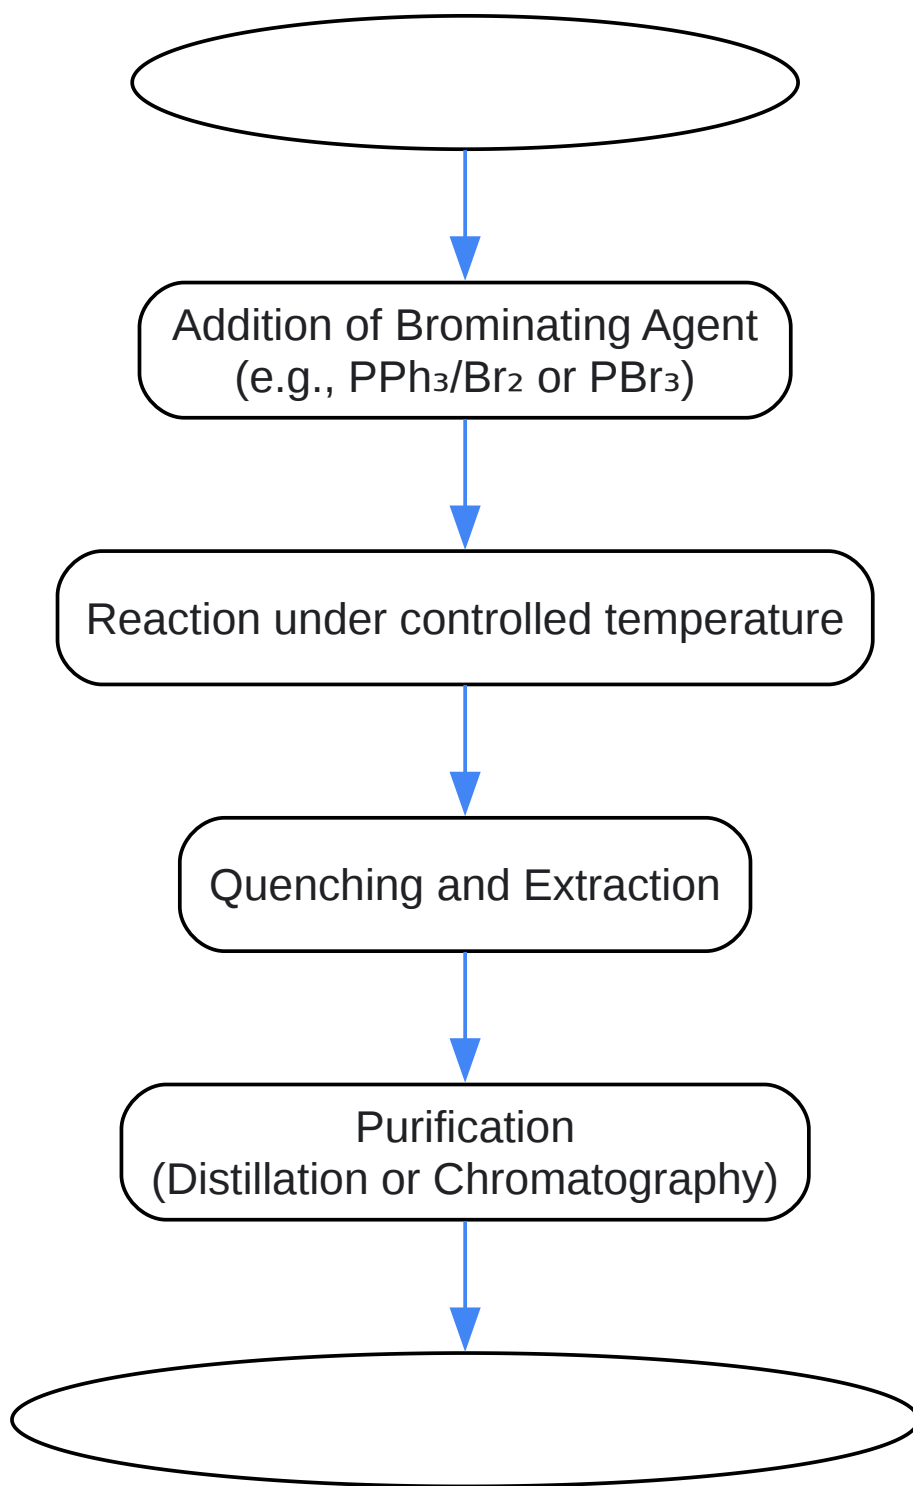 Addition of Brominating Agent
(e.g., PPh₃/Br₂ or PBr₃)
Reaction under controlled temperature
Quenching and Extraction
Purification
(Distillation or Chromatography)